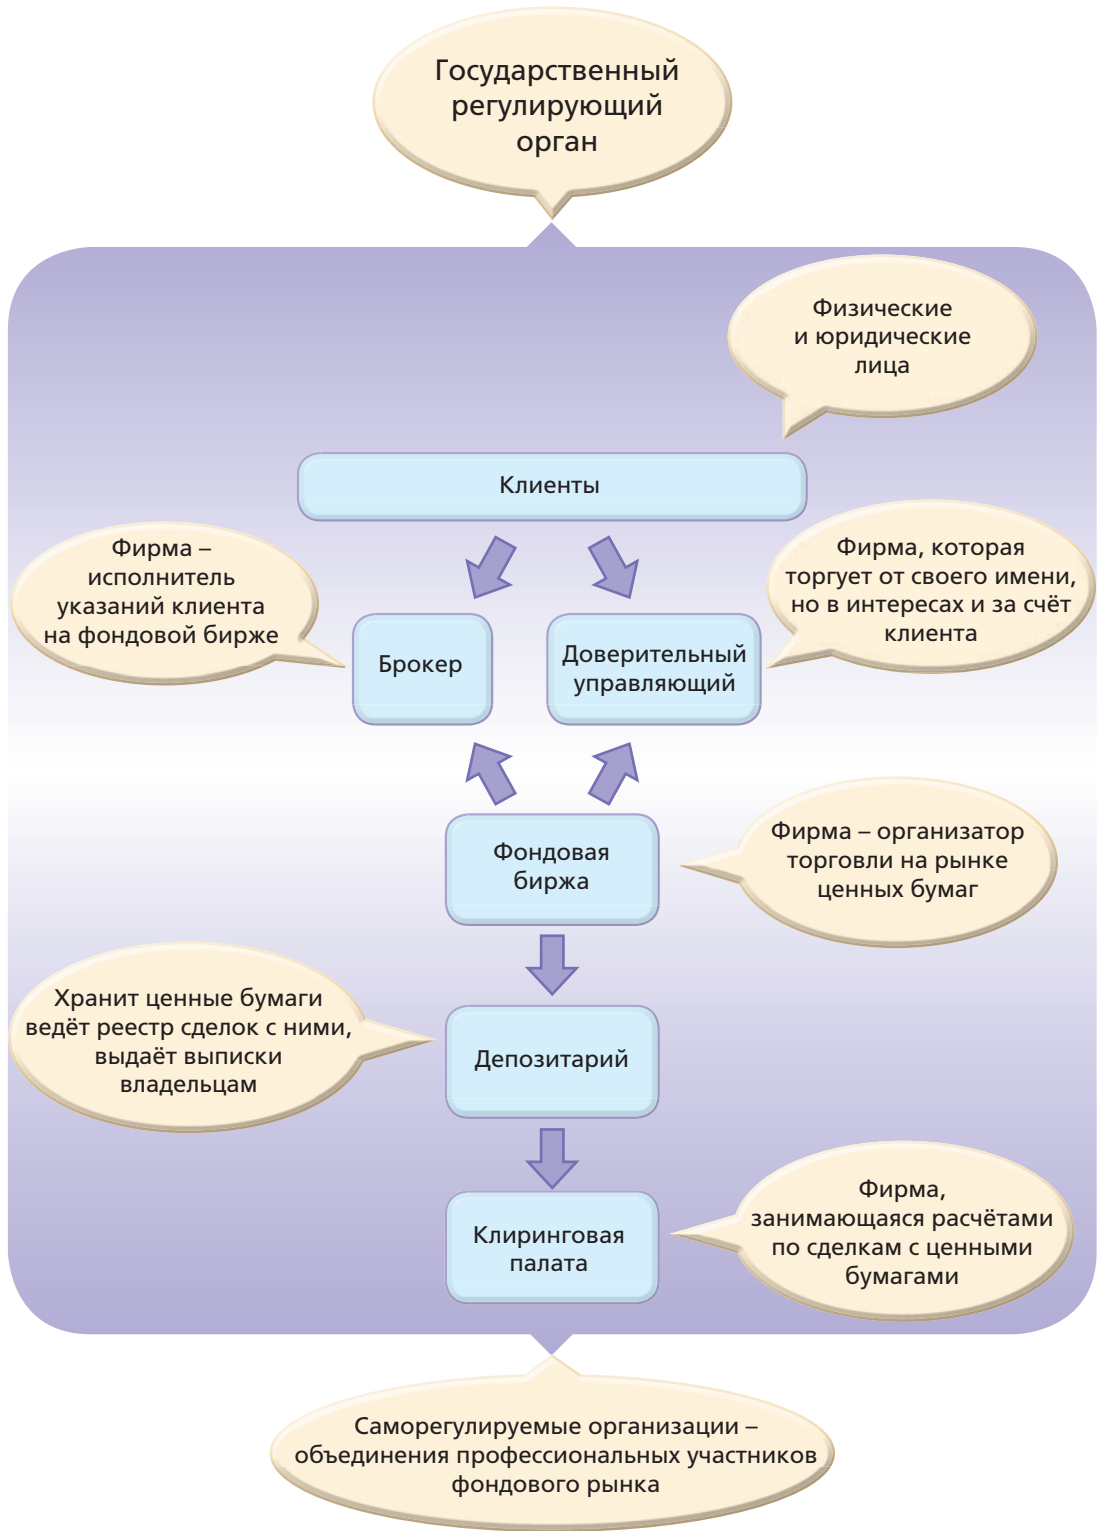 Государственный
регулирующий
орган
Физические
и юридические
лица
Клиенты
Фирма –
исполнитель
указаний клиента
на фондовой бирже
Фирма, которая
торгует от своего имени,
но в интересах и за счёт
клиента
Брокер
Доверительный
управляющий
Фондовая
биржа
Фирма – организатор
торговли на рынке
ценных бумаг
Хранит ценные бумаги
ведёт реестр сделок с ними,
выдаёт выписки
владельцам
Депозитарий
Клиринговая
палата
Фирма,
занимающаяся расчётами
по сделкам с ценными
бумагами
Саморегулируемые организации –
объединения профессиональных участников
фондового рынка